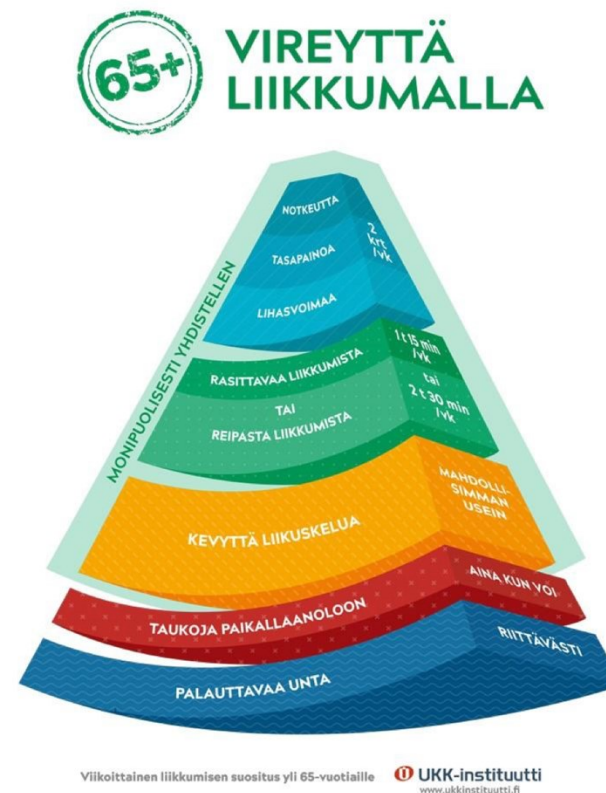 65+
VIREYTTÄ
LIIKKUMALLA
MONIPUOLISESTI YHDISTELLEN
NOTKEUTTA
TASAPAINOA
LIHASVOIMAA
2
krt
/vk
RASITTAVAA LIIKKUMISTA
1 t 15 min
/vk
TAI
tai
REIPASTA LIIKKUMISTA
2 t 30 min
/vk
KEVYTTÄ LIIKUSKELUA
MAHDOLLI-
SIMMAN
USEIN
TAUKOJA PAIKALLAANOLOON
AINA KUN VOI
PALAUTTAVAA UNTA
RIITTÄVÄSTI
Viikoittainen liikkumisen suositus yli 65-vuotiaille
UKK-instituutti
www.ukkinstituutti.fi